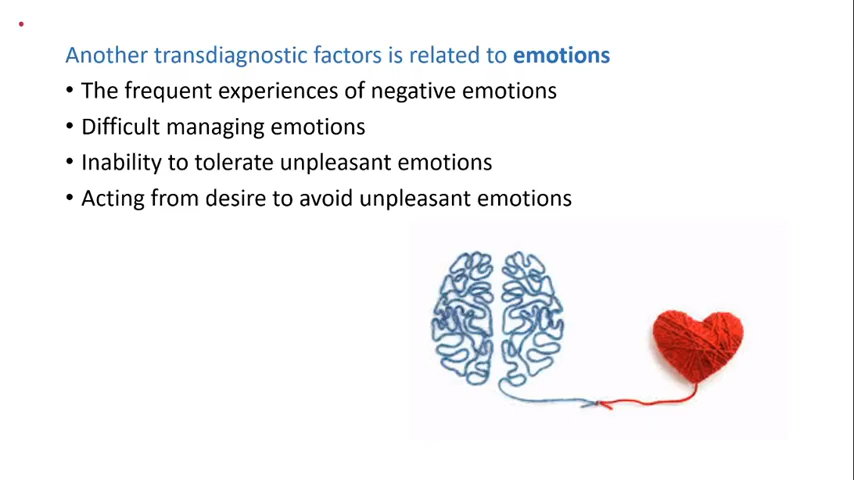 Another transdiagnostic factors is related to emotions
• The frequent experiences of negative emotions
• Difficult managing emotions
• Inability to tolerate unpleasant emotions
• Acting from desire to avoid unpleasant emotions